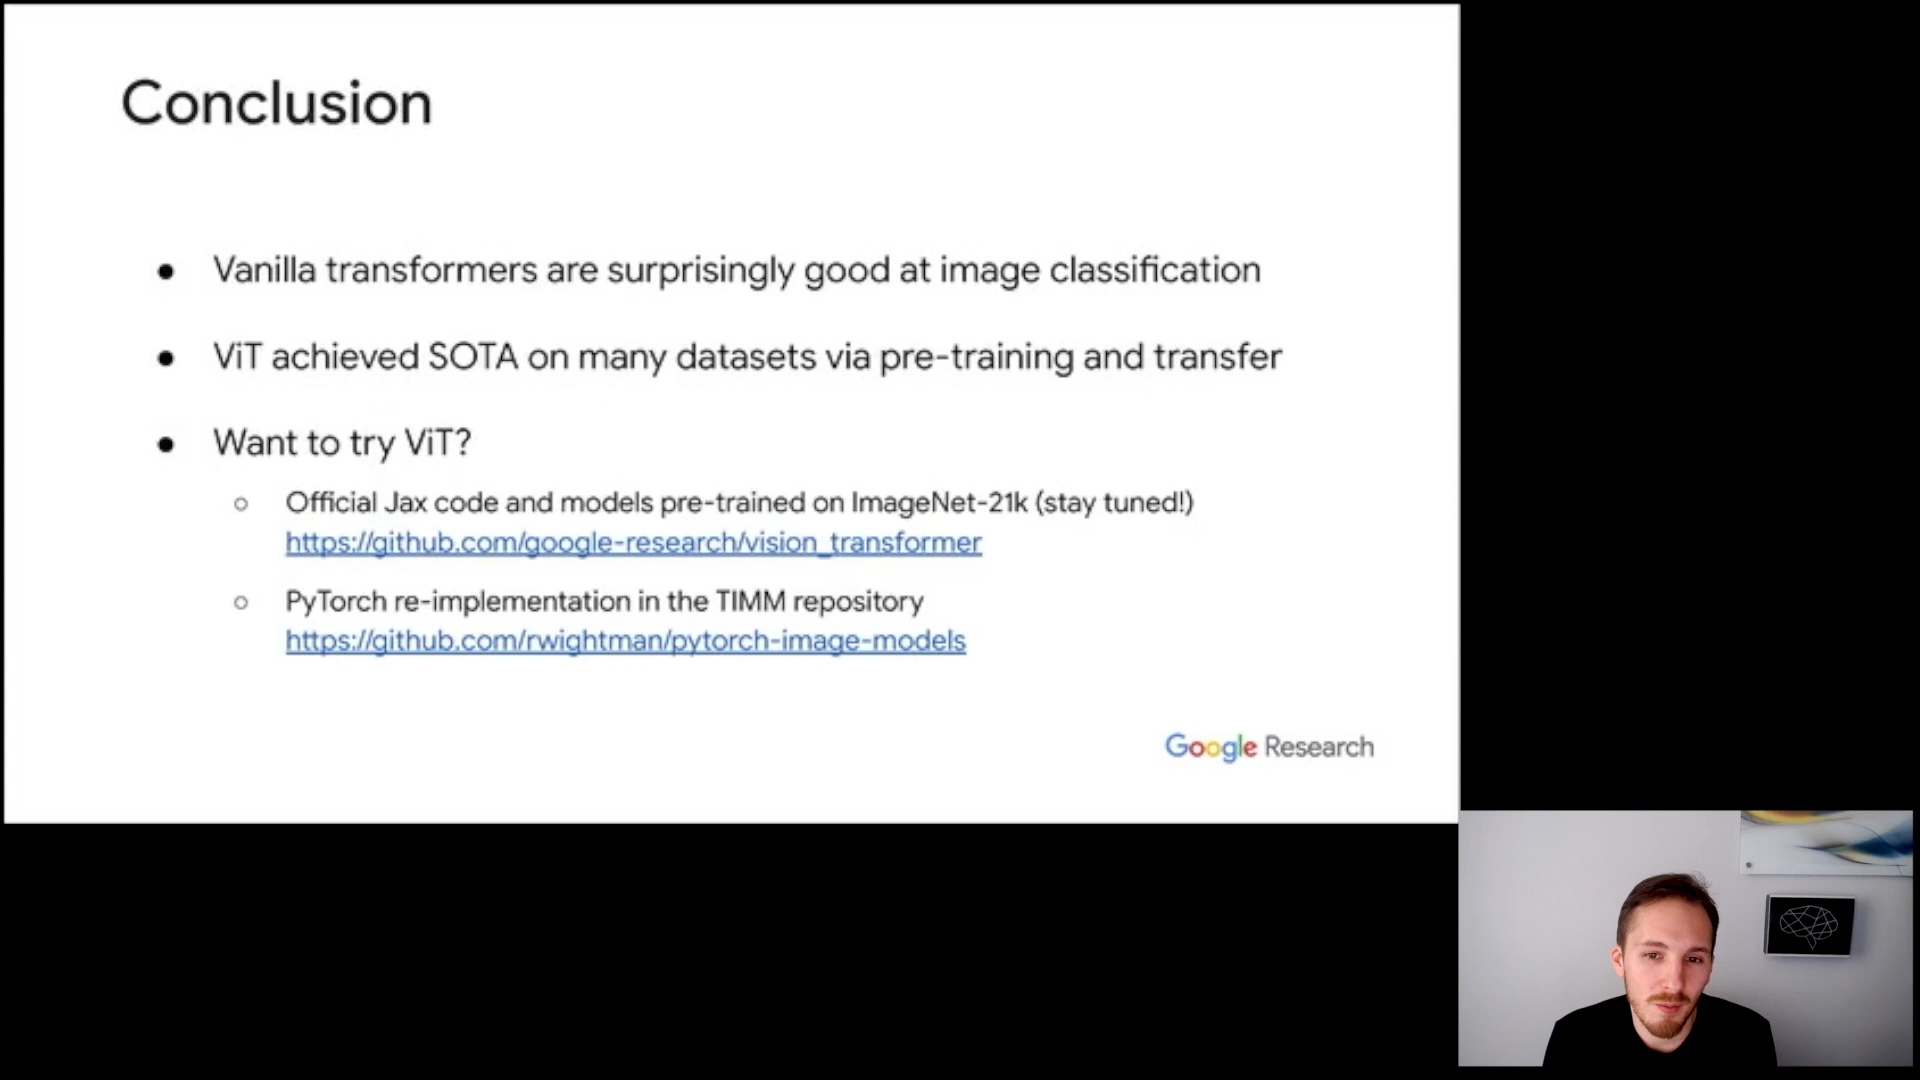 Conclusion
● Vanilla transformers are surprisingly good at image classification
● ViT achieved SOTA on many datasets via pre-training and transfer
● Want to try ViT?
○ Official Jax code and models pre-trained on ImageNet-21k (stay tuned!)
https://github.com/google-research/vision_transformer
○ PyTorch re-implementation in the TIMM repository
https://github.com/rwightman/pytorch-image-models
Google Research